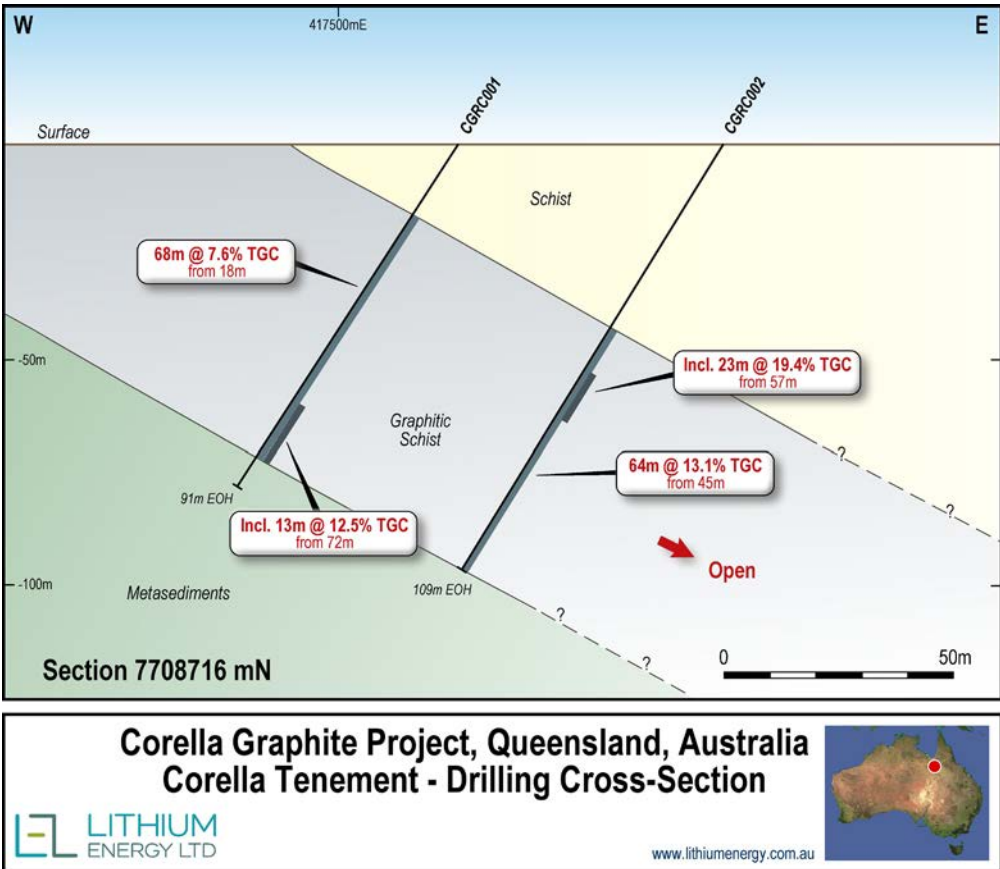 W
417500mE
E
CGRC001
CGRC002
Surface
Schist
68m @ 7.6% TGC
from 18m
-50m
Incl. 23m @ 19.4% TGC
from 57m
Graphitic
Schist
?
64m @ 13.1% TGC
from 45m
91m EOH
?
Incl. 13m @ 12.5% TGC
from 72m
Open
-100m
Metasediments
109m EOH
?
?
0
50m
Section 7708716 mN
Corella Graphite Project, Queensland, Australia
Corella Tenement - Drilling Cross-Section
LEL
LITHIUM
ENERGY LTD
www.lithiumenergy.com.au